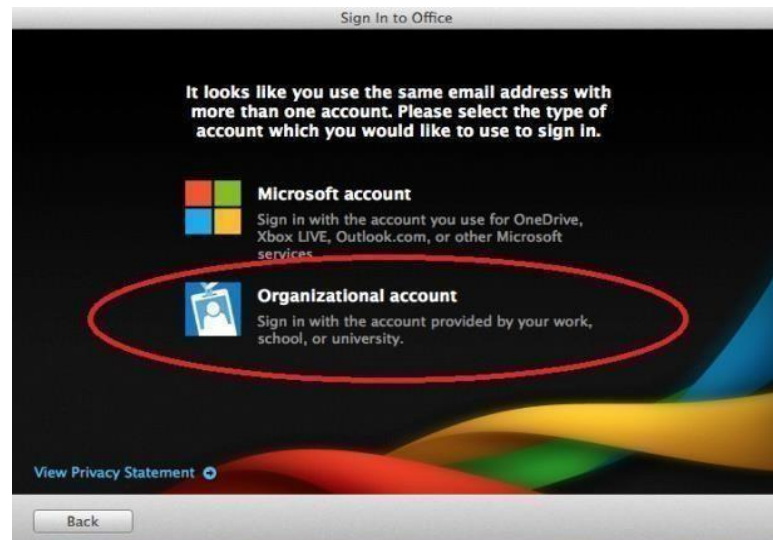 Sign In to Office
It looks like you use the same email address with
more than one account. Please select the type of
account which you would like to use to sign in.
Microsoft account
Sign in with the account you use for OneDrive,
Xbox LIVE, Outlook.com, or other Microsoft
services.
Organizational account
Sign in with the account provided by your work,
school, or university.
View Privacy Statement
Back